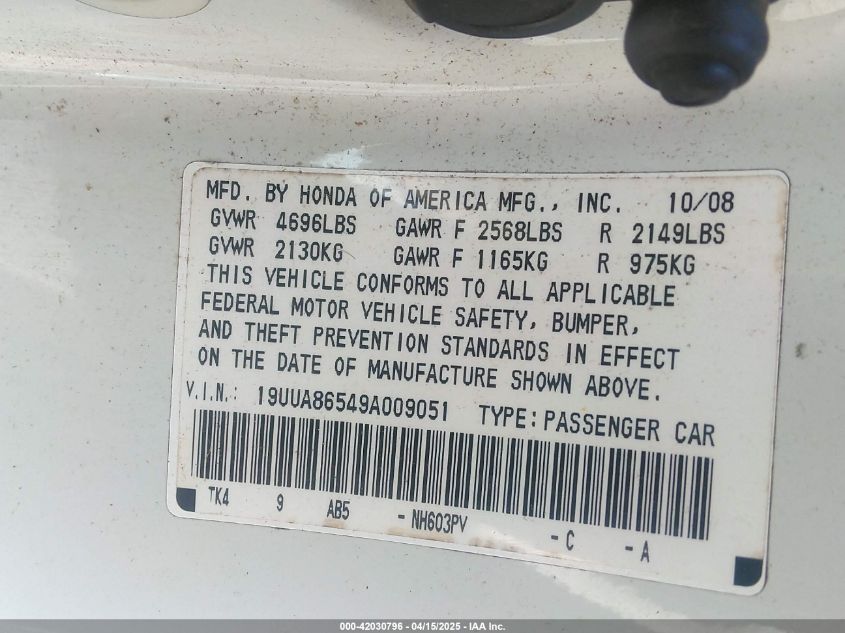 MFD. BY HONDA OF AMERICA MFG., INC. 10/08
GVWR 4696LBS GAWR F 2568LBS R 2149LBS
GVWR 2130KG GAWR F 1165KG R 975KG
THIS VEHICLE CONFORMS TO ALL APPLICABLE
FEDERAL MOTOR VEHICLE SAFETY, BUMPER,
AND THEFT PREVENTION STANDARDS IN EFFECT
ON THE DATE OF MANUFACTURE SHOWN ABOVE.
V.I.N.: 19UUA86549A009051 TYPE:PASSENGER CAR
TK4 9 AB5 - NH603PV - C - A
000-42030796 - 04/15/2025 - IAA Inc.